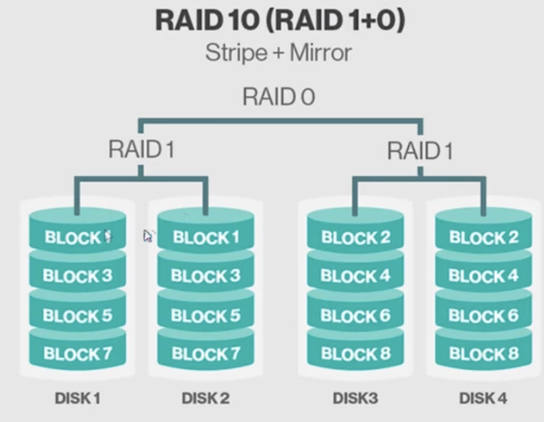 RAID 10 (RAID 1+0)
Stripe + Mirror
RAID 0
RAID 1 RAID 1
BLOCK 1 BLOCK 2 BLOCK 2
BLOCK 3 BLOCK 3 BLOCK 4 BLOCK 4
BLOCK 5 BLOCK 5 BLOCK 6 BLOCK 6
BLOCK 7 BLOCK 7 BLOCK 8 BLOCK 8
DISK 1 DISK 2 DISK3 DISK 4